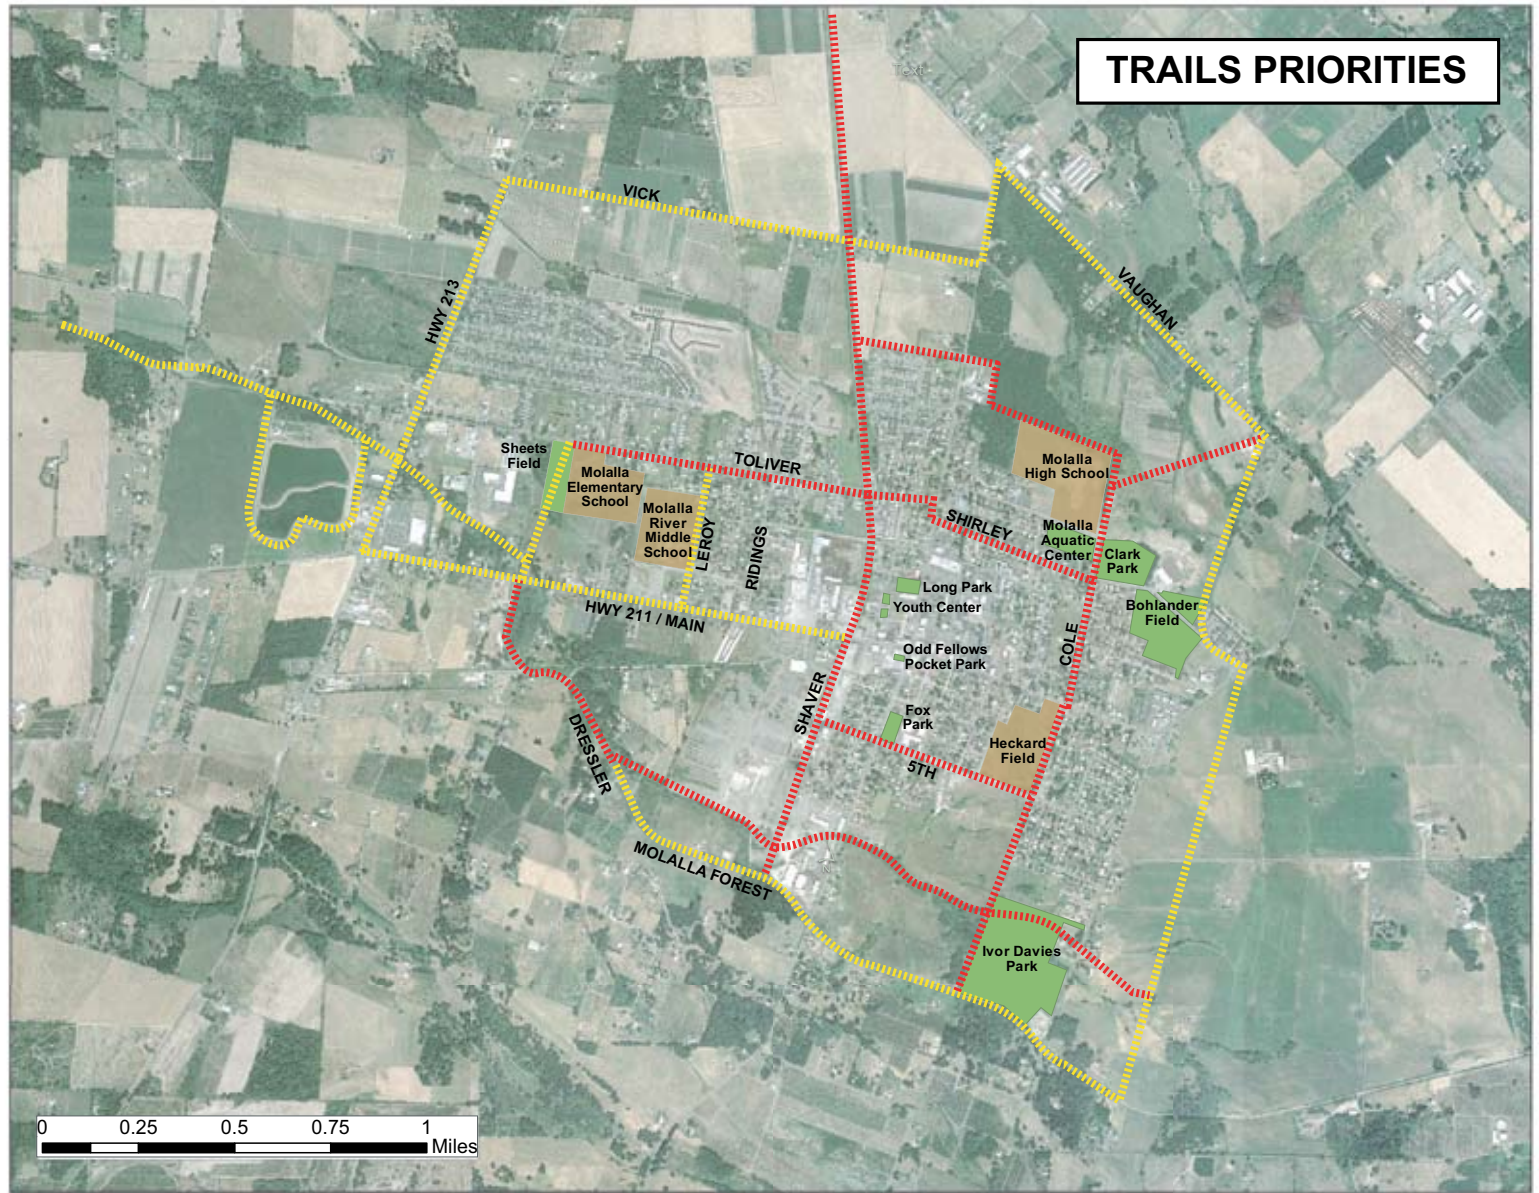 Text
TRAILS PRIORITIES
VICK
HWY 213
VAUGHAN
Sheets
Field
Molalla
Elementary
School
TOLIVER
Molalla
High School
Molalla
River
Middle
School
LEROY
RIDINGS
SHIRLEY
Molalla
Aquatic
Center
Clark
Park
Long Park
Youth Center
Bohlander
Field
HWY 211 / MAIN
COLE
Odd Fellows
Pocket Park
SHAVER
Fox
Park
DRESSLER
Heckard
Field
5TH
MOLALLA FOREST
Ivor Davies
Park
0 0.25 0.5 0.75 1
Miles